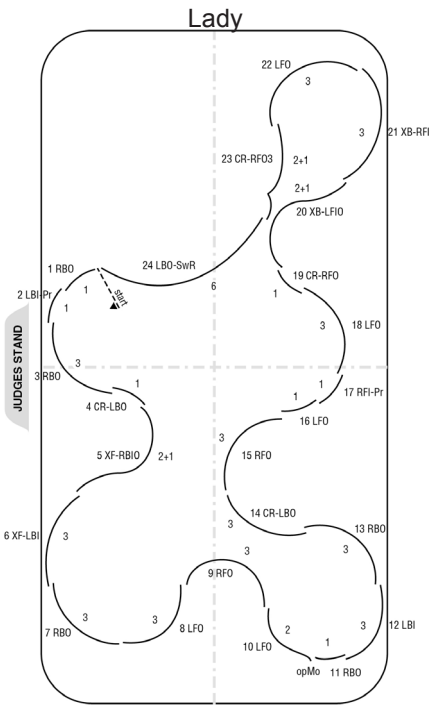 Lady
22 LFO
3
3
21 XB-RFI
23 CR-RFO3
2+1
2+1
20 XB-LFIO
24 LBO-SwR
1 RBO
19 CR-RFO
1
start
6
2 LBI-Pr
1
1
3
18 LFO
JUDGES STAND
3
3 RBO
1
1
17 RFI-Pr
4 CR-LBO
1
16 LFO
3
5 XF-RBIO
2+1
15 RFO
14 CR-LBO
3
13 RBO
6 XF-LBI
3
3
3
9 RFO
3
3
2
3
12 LBI
7 RBO
8 LFO
1
10 LFO
opMo
11 RBO